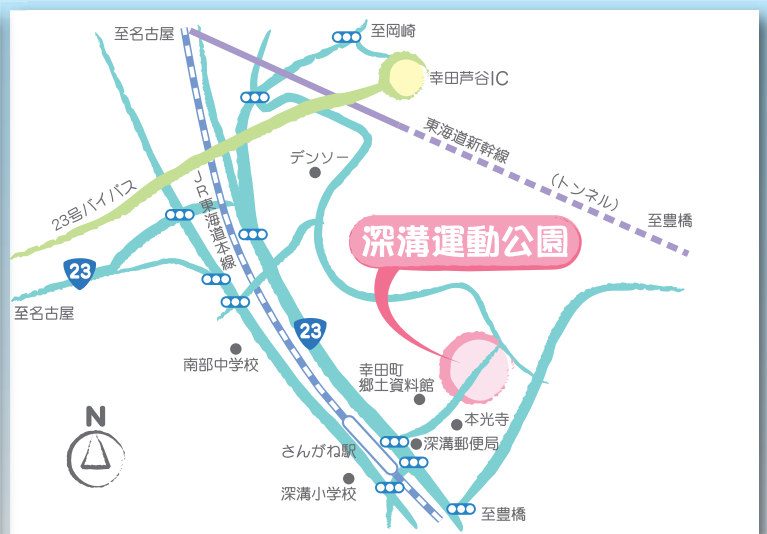 至名古屋
至岡崎
幸田芦谷IC
東海道新幹線
(トンネル)
至豊橋
デンソー
23号バイパス
JR東海道本線
深溝運動公園
23
至名古屋
23
南部中学校
幸田町
郷土資料館
本光寺
深溝郵便局
さんがね駅
深溝小学校
至豊橋
N